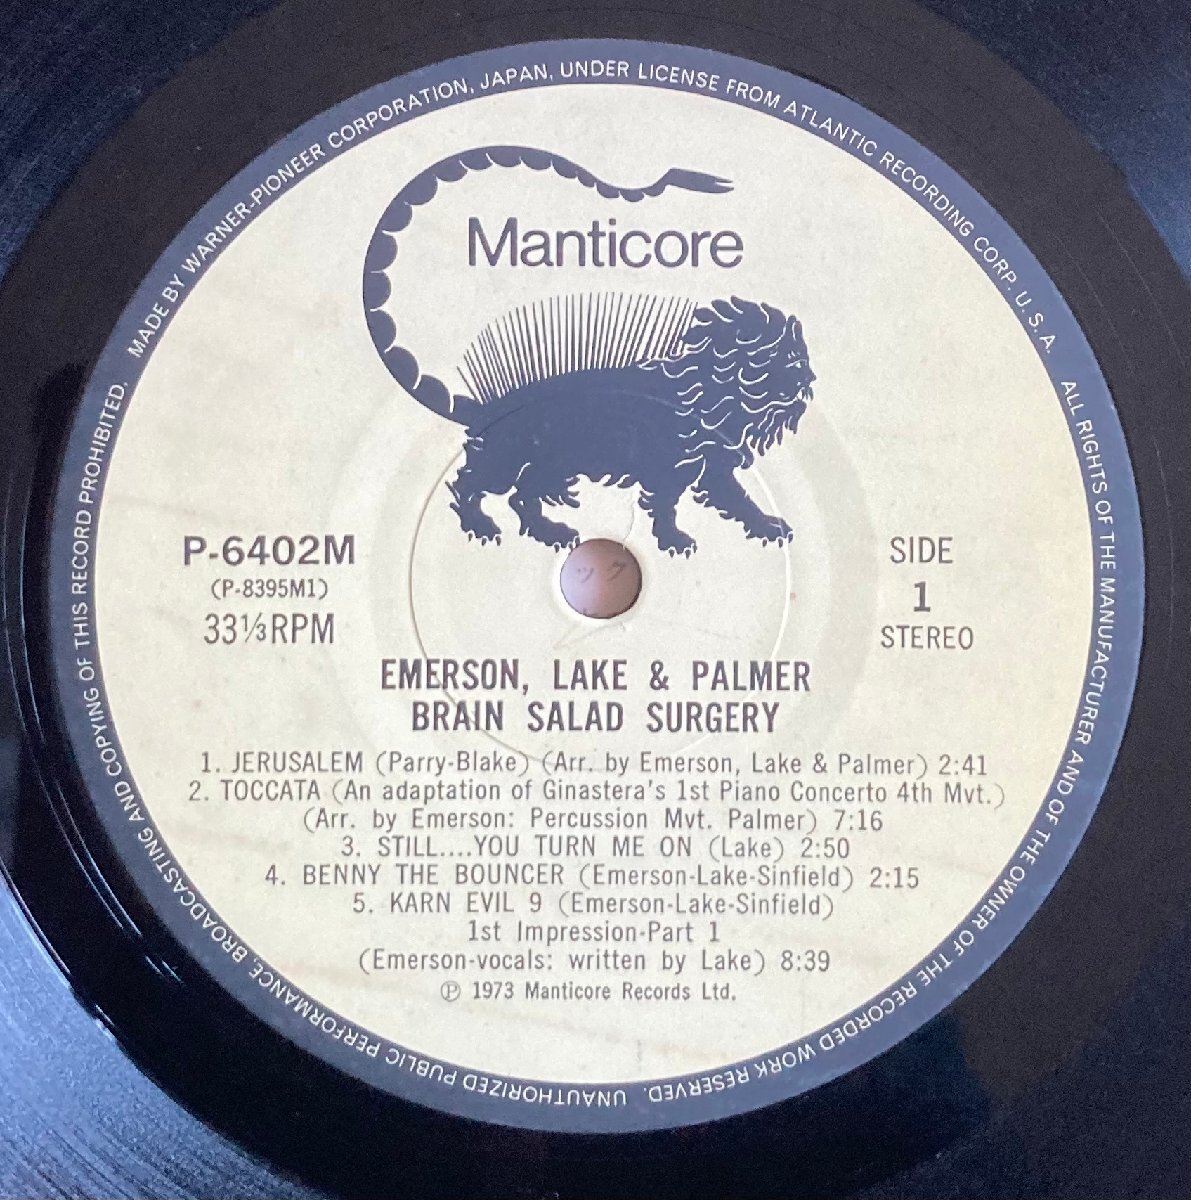 MADE BY WARNER-PIONEER CORPORATION, JAPAN, UNDER LICENSE FROM ATLANTIC RECORDING CORP. U. S. A.
ALL RIGHTS OF THE MANUFACTURER AND OF THE OWNER OF THE RECORDED WORK RESERVED.
UNAUTHORIZED PUBLIC PERFORMANCE, BROADCASTING AND COPYING OF THIS RECORD PROHIBITED.
Manticore
P-6402M
(P-8395M1)
33⅓RPM
SIDE
1
STEREO
ック
EMERSON, LAKE & PALMER
BRAIN SALAD SURGERY
1. JERUSALEM (Parry-Blake) (Arr. by Emerson, Lake & Palmer) 2:41
2. TOCCATA (An adaptation of Ginastera's 1st Piano Concerto 4th Mvt.)
(Arr. by Emerson: Percussion Mvt. Palmer) 7:16
3. STILL....YOU TURN ME ON (Lake) 2:50
4. BENNY THE BOUNCER (Emerson-Lake-Sinfield) 2:15
5. KARN EVIL 9 (Emerson-Lake-Sinfield)
1st Impression-Part 1
(Emerson-vocals: written by Lake) 8:39
℗ 1973 Manticore Records Ltd.